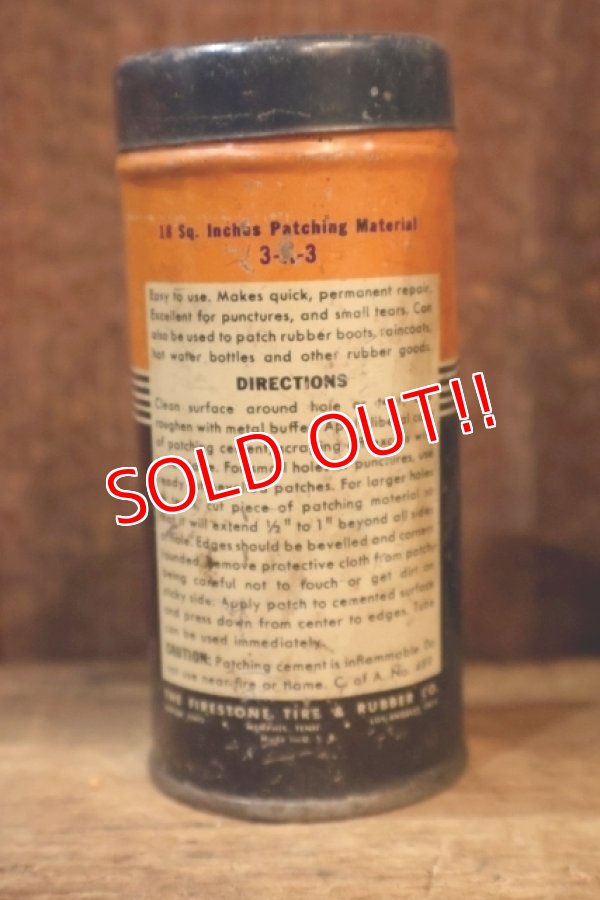 18 Sq. Inches Patching Material
3-
-3
Easy to use. Makes quick, permanent repair.
Excellent for punctures, and small tears. Can
also be used to patch rubber boots, raincoats,
hot water bottles and other rubber goods.
DIRECTIONS
Clean surface around hole
roughen with metal buffer.
of patching cement, scraping
For small holes punctures, use
patches. For larger holes
cut piece of patching material so
it will extend ½" to 1" beyond all sides
hole. Edges should be bevelled and corners
rounded. Remove protective cloth from patch,
being careful not to touch or get dirt on
sticky side. Apply patch to cemented surface
and press down from center to edges. Tube
can be used immediately.
CAUTION: Patching cement is inflammable. Do
not use near fire or flame. C. of A. No.
THE FIRESTONE TIRE & RUBBER CO.
SOLD OUT!!